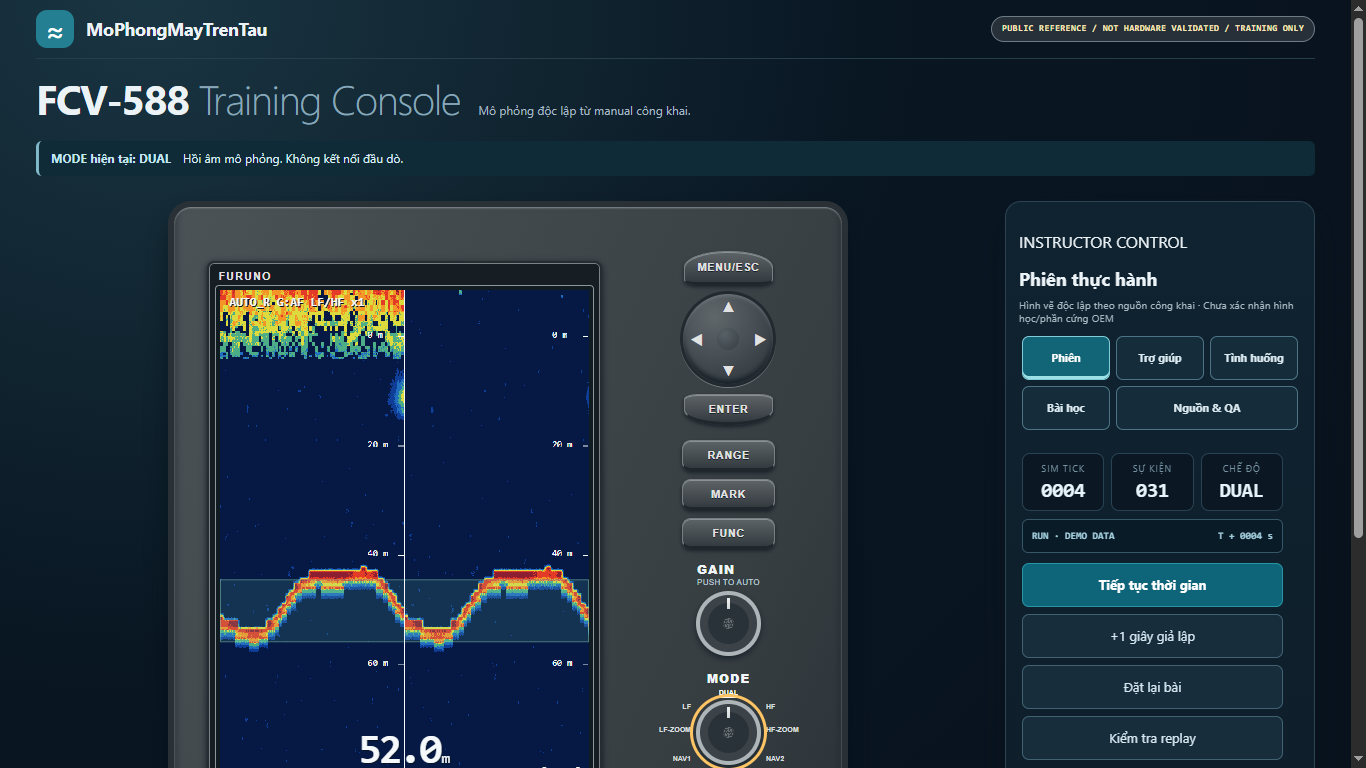 ≈ MoPhongMayTrenTau
PUBLIC REFERENCE / NOT HARDWARE VALIDATED / TRAINING ONLY
FCV-588 Training Console Mô phỏng độc lập từ manual công khai.
MODE hiện tại: DUAL Hồi âm mô phỏng. Không kết nối đầu dò.
FURUNO
AUTO_R G:AF LF/HF x1
0 m 0 m
20 m 20 m
40 m 40 m
60 m 60 m
52.0m
MENU/ESC
ENTER
RANGE
MARK
FUNC
GAIN
PUSH TO AUTO
MODE
DUAL
LF HF
LF-ZOOM HF-ZOOM
NAV1 NAV2
INSTRUCTOR CONTROL
Phiên thực hành
Hình vẽ độc lập theo nguồn công khai · Chưa xác nhận hình
học/phần cứng OEM
Phiên Trợ giúp Tình huống
Bài học Nguồn & QA
SIM TICK SỰ KIỆN CHẾ ĐỘ
0004 031 DUAL
RUN · DEMO DATA T + 0004 s
Tiếp tục thời gian
+1 giây giả lập
Đặt lại bài
Kiểm tra replay